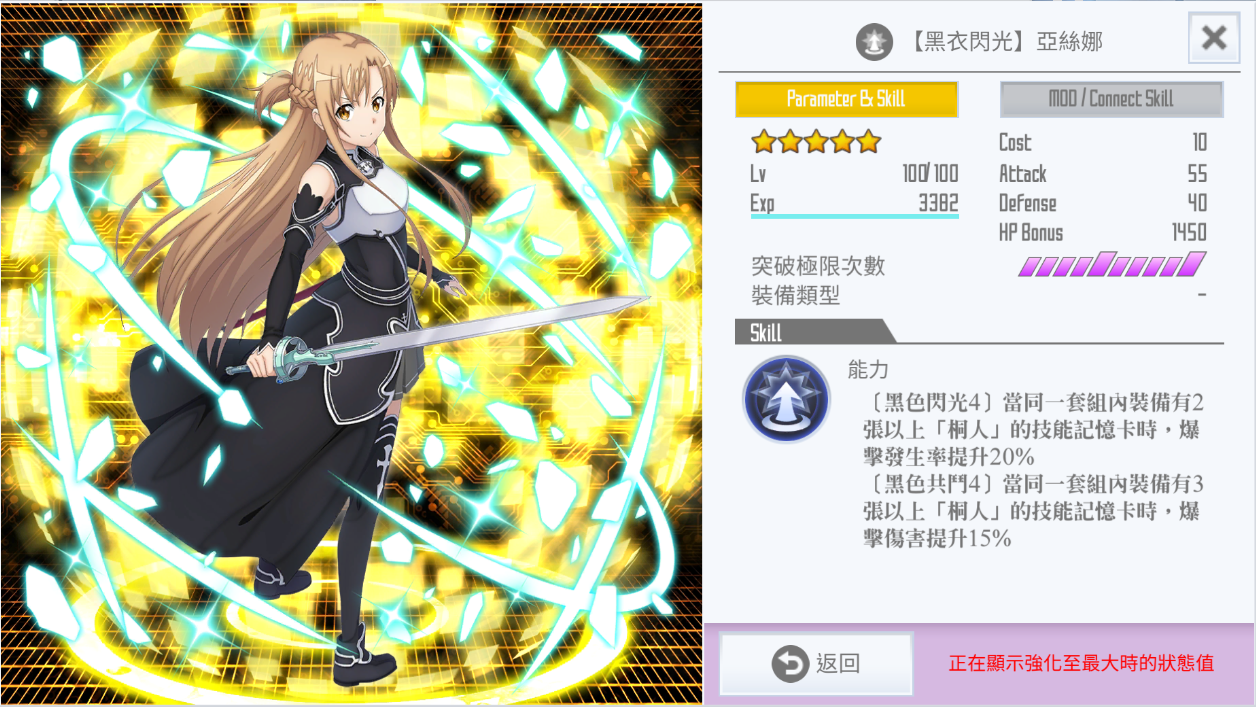 【黑衣閃光】亞絲娜
Parameter & Skill
MOD / Connect Skill
Lv 100/100
Exp 3382
Cost 10
Attack 55
Defense 40
HP Bonus 1450
突破極限次數
裝備類型 -
Skill
能力
〔黑色閃光4〕當同一套組內裝備有2
張以上「桐人」的技能記憶卡時，爆
擊發生率提升20%
〔黑色共鬥4〕當同一套組內裝備有3
張以上「桐人」的技能記憶卡時，爆
擊傷害提升15%
返回
正在顯示強化至最大時的狀態值